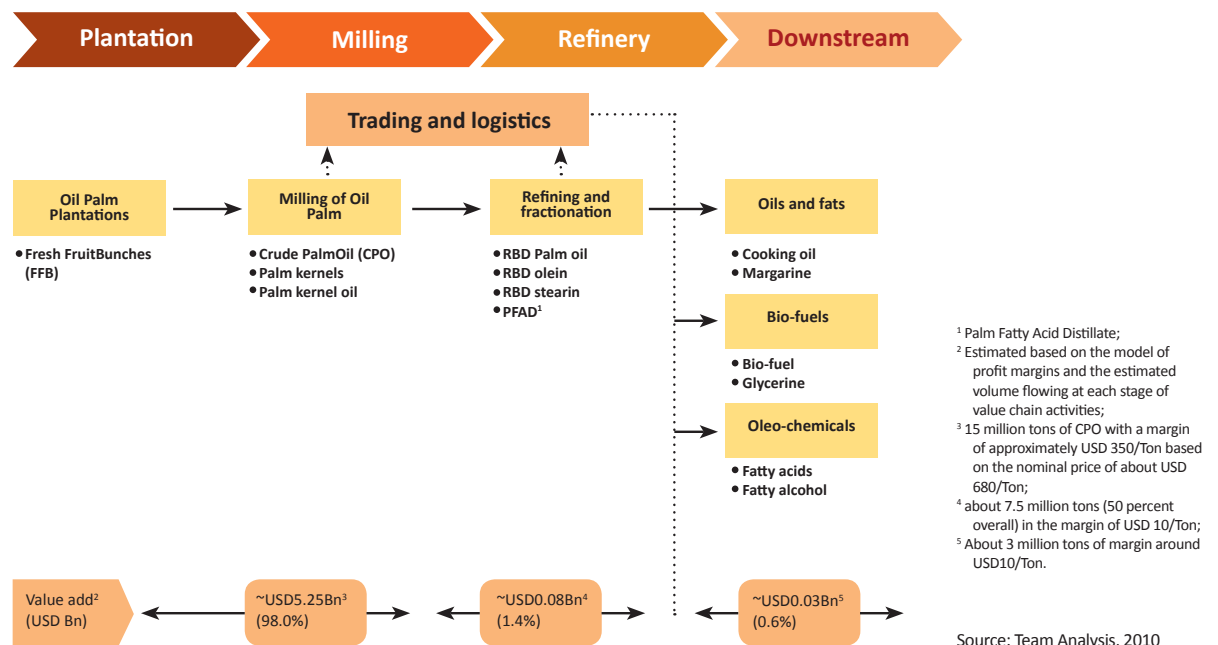 Plantation
Milling
Refinery
Downstream
Trading and logistics
Oil Palm
Plantations
• Fresh FruitBunches
(FFB)
Milling of Oil
Palm
• Crude PalmOil (CPO)
• Palm kernels
• Palm kernel oil
Refining and
fractionation
• RBD Palm oil
• RBD olein
• RBD stearin
• PFAD¹
Oils and fats
• Cooking oil
• Margarine
Bio-fuels
• Bio-fuel
• Glycerine
Oleo-chemicals
• Fatty acids
• Fatty alcohol
¹ Palm Fatty Acid Distillate;
² Estimated based on the model of
profit margins and the estimated
volume flowing at each stage of
value chain activities;
³ 15 million tons of CPO with a margin
of approximately USD 350/Ton based
on the nominal price of about USD
680/Ton;
⁴ about 7.5 million tons (50 percent
overall) in the margin of USD 10/Ton;
⁵ About 3 million tons of margin around
USD10/Ton.
Value add²
(USD Bn)
~USD5.25Bn³
(98.0%)
~USD0.08Bn⁴
(1.4%)
~USD0.03Bn⁵
(0.6%)
Source: Team Analysis, 2010